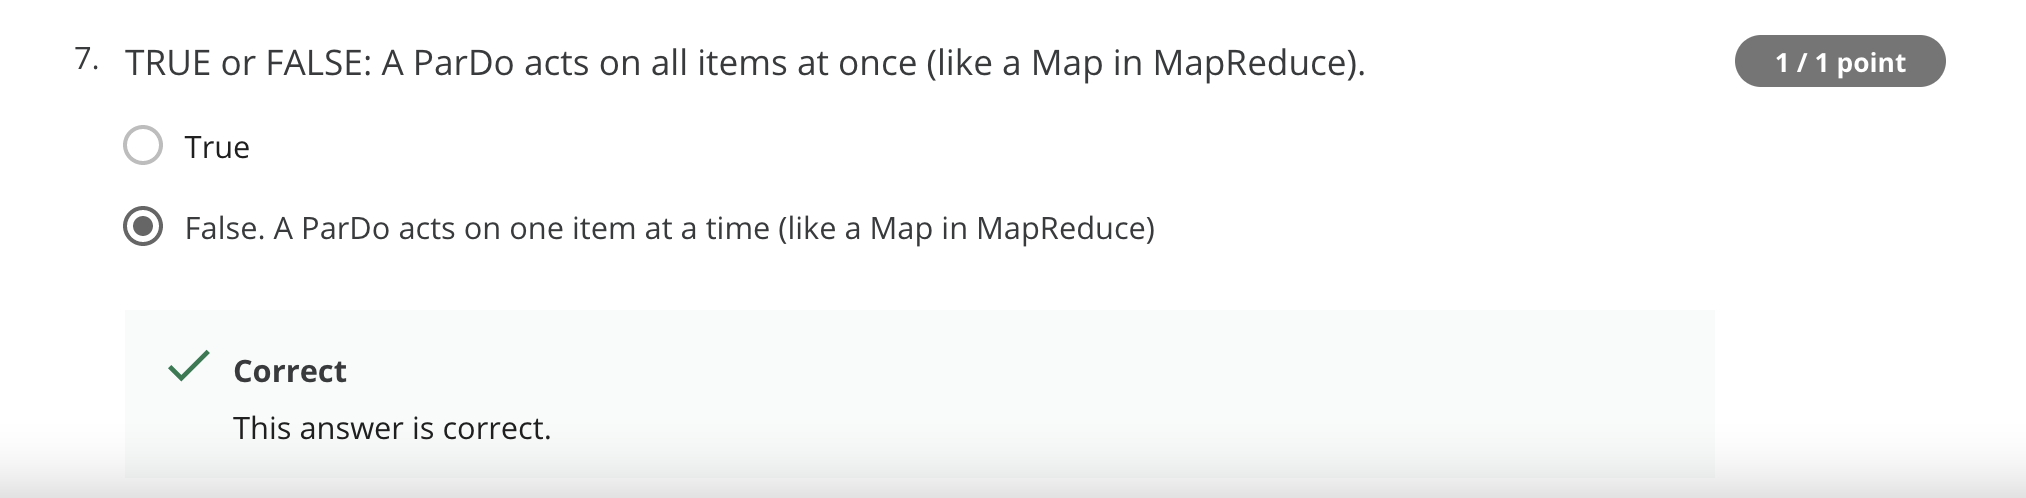 7. TRUE or FALSE: A ParDo acts on all items at once (like a Map in MapReduce).
1 / 1 point
True
False. A ParDo acts on one item at a time (like a Map in MapReduce)
Correct
This answer is correct.